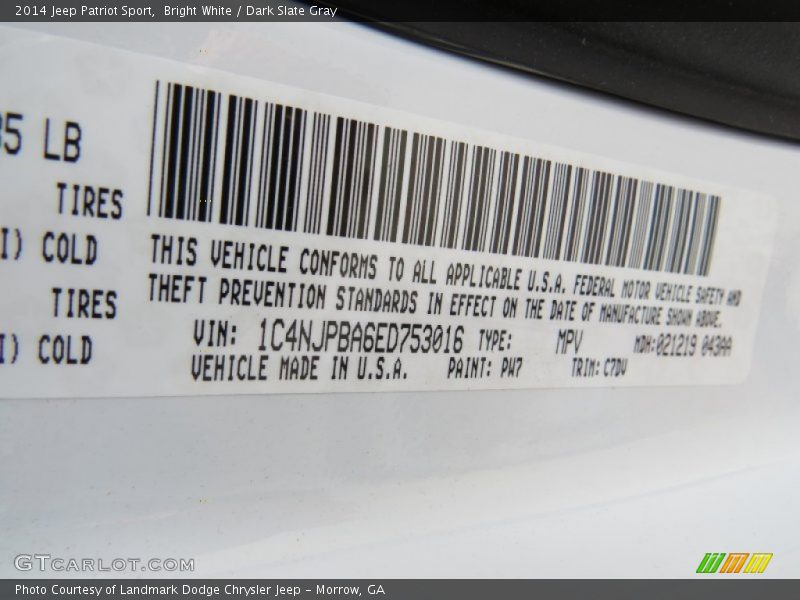 2014 Jeep Patriot Sport,  Bright White / Dark Slate Gray
5 LB
TIRES
I) COLD
TIRES
I) COLD
THIS VEHICLE CONFORMS TO ALL APPLICABLE U.S.A. FEDERAL MOTOR VEHICLE SAFETY AND
THEFT PREVENTION STANDARDS IN EFFECT ON THE DATE OF MANUFACTURE SHOWN ABOVE.
VIN: 1C4NJPBA6ED753016 TYPE: MPV MDH:021219 043AA
VEHICLE MADE IN U.S.A. PAINT: PW7 TRIM: C7DV
GTCARLOT.COM
Photo Courtesy of Landmark Dodge Chrysler Jeep – Morrow, GA